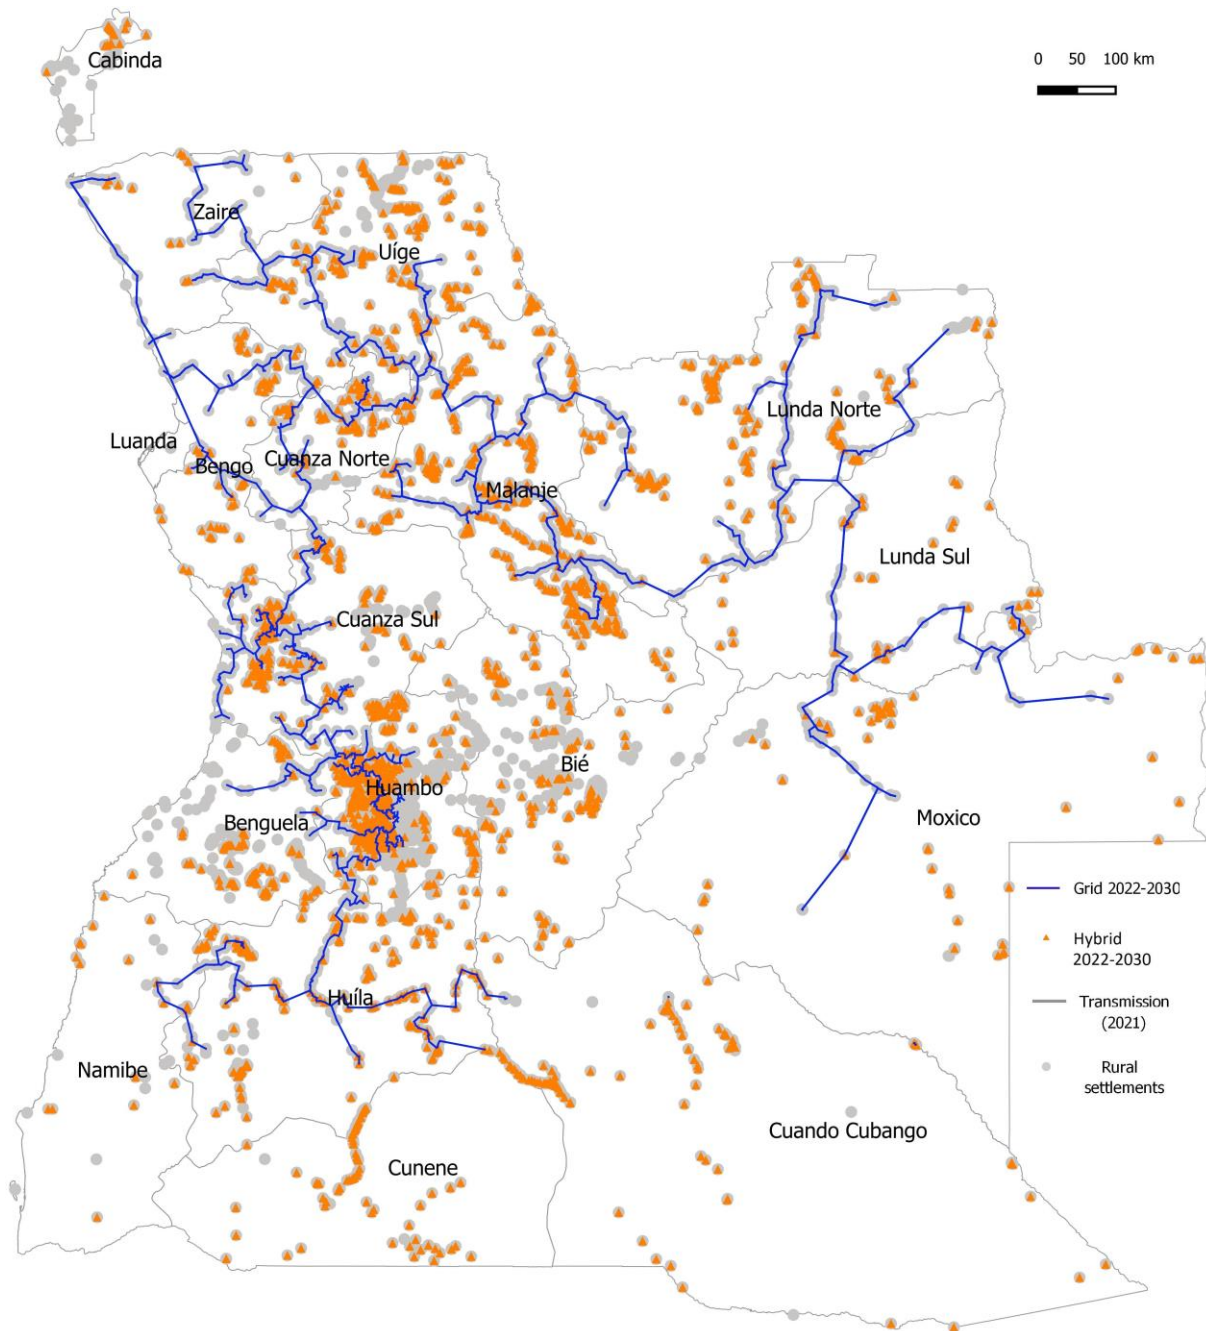 Cabinda
0 50 100 km
Zaire
Uíge
Lunda Norte
Luanda
Bengo
Cuanza Norte
Malanje
Lunda Sul
Cuanza Sul
Bié
Huambo
Benguela
Moxico
Grid 2022-2030
Hybrid
2022-2030
Transmission
(2021)
Rural
settlements
Huíla
Namibe
Cuando Cubango
Cunene